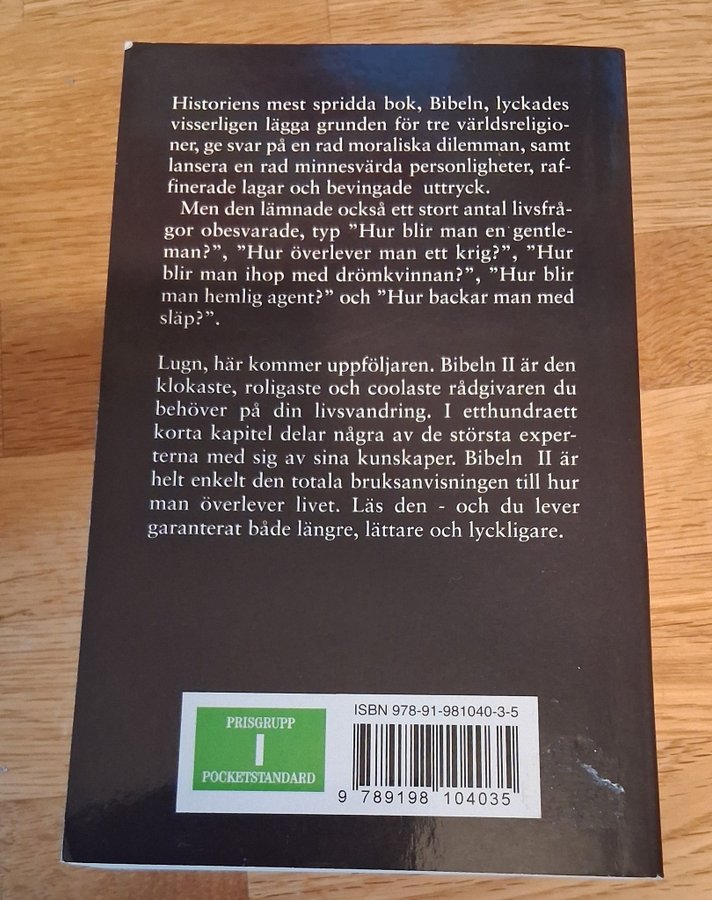 Historiens mest spridda bok, Bibeln, lyckades
visserligen lägga grunden för tre världsreligio-
ner, ge svar på en rad moraliska dilemman, samt
lansera en rad minnesvärda personligheter, raf-
finerade lagar och bevingade uttryck.
Men den lämnade också ett stort antal livsfrå-
gor obesvarade, typ ”Hur blir man en gentle-
man?”, ”Hur överlever man ett krig?”, ”Hur
blir man ihop med drömkvinnan?”, ”Hur blir
man hemlig agent?” och ”Hur backar man med
släp?”.
Lugn, här kommer uppföljaren. Bibeln II är den
klokaste, roligaste och coolaste rådgivaren du
behöver på din livsvandring. I etthundraett
korta kapitel delar några av de största exper-
terna med sig av sina kunskaper. Bibeln II är
helt enkelt den totala bruksanvisningen till hur
man överlever livet. Läs den - och du lever
garanterat både längre, lättare och lyckligare.
PRISGRUPP
I
POCKETSTANDARD
ISBN 978-91-981040-3-5
9 789198 104035